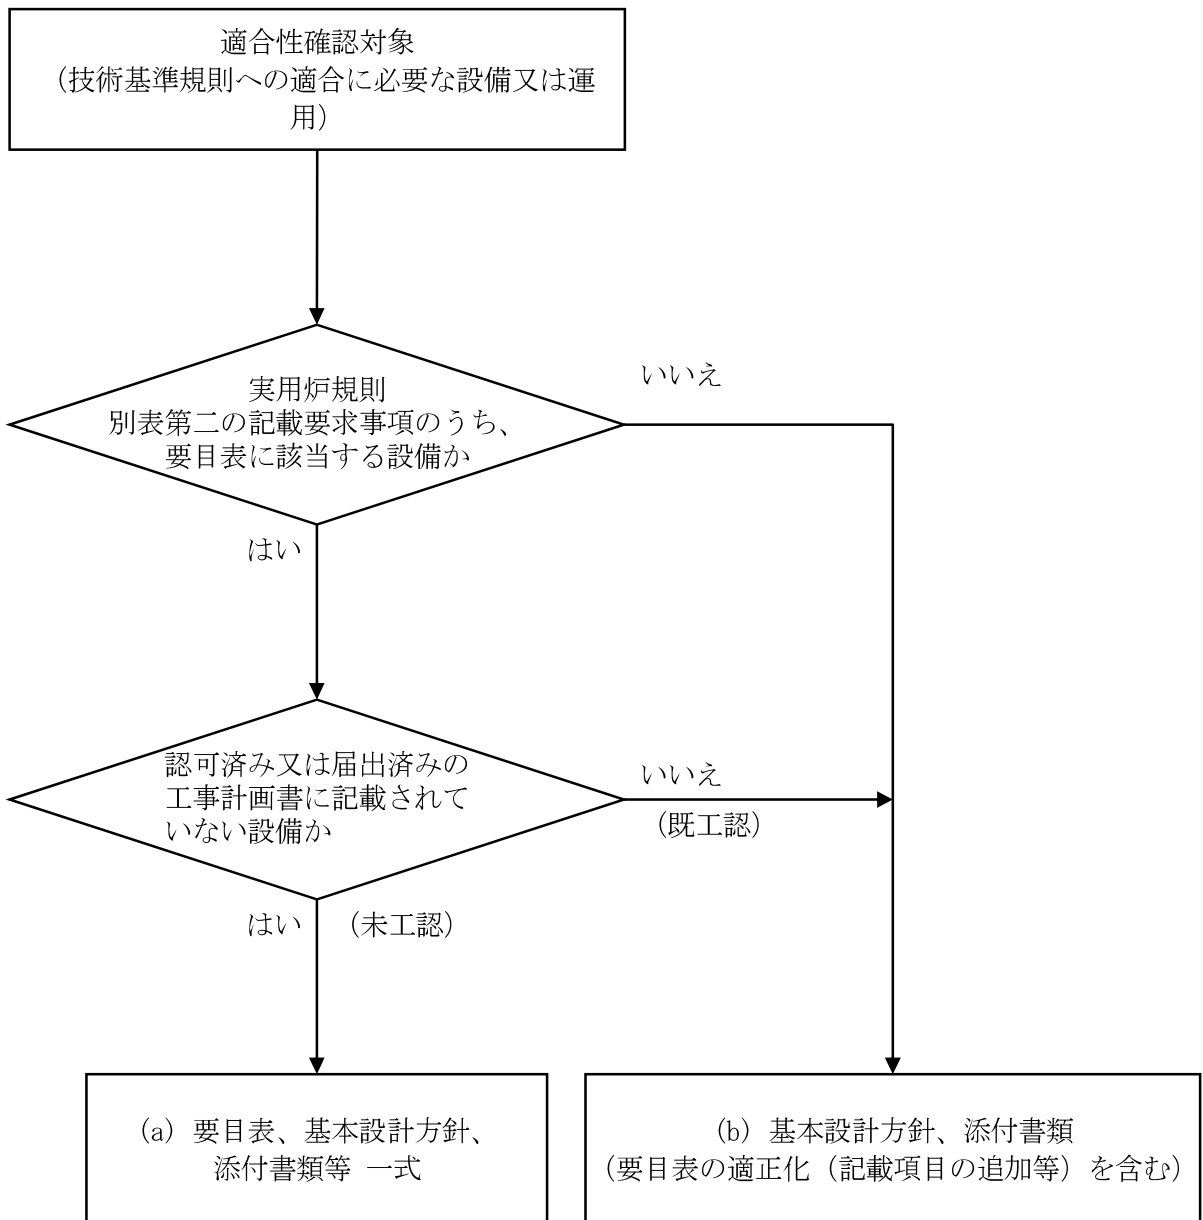 適合性確認対象
（技術基準規則への適合に必要な設備又は運
用）
実用炉規則
別表第二の記載要求事項のうち、
要目表に該当する設備か
いいえ
はい
認可済み又は届出済みの
工事計画書に記載されて
いない設備か
いいえ
（既工認）
はい （未工認）
(a) 要目表、基本設計方針、
添付書類等 一式
(b) 基本設計方針、添付書類
（要目表の適正化（記載項目の追加等）を含む）